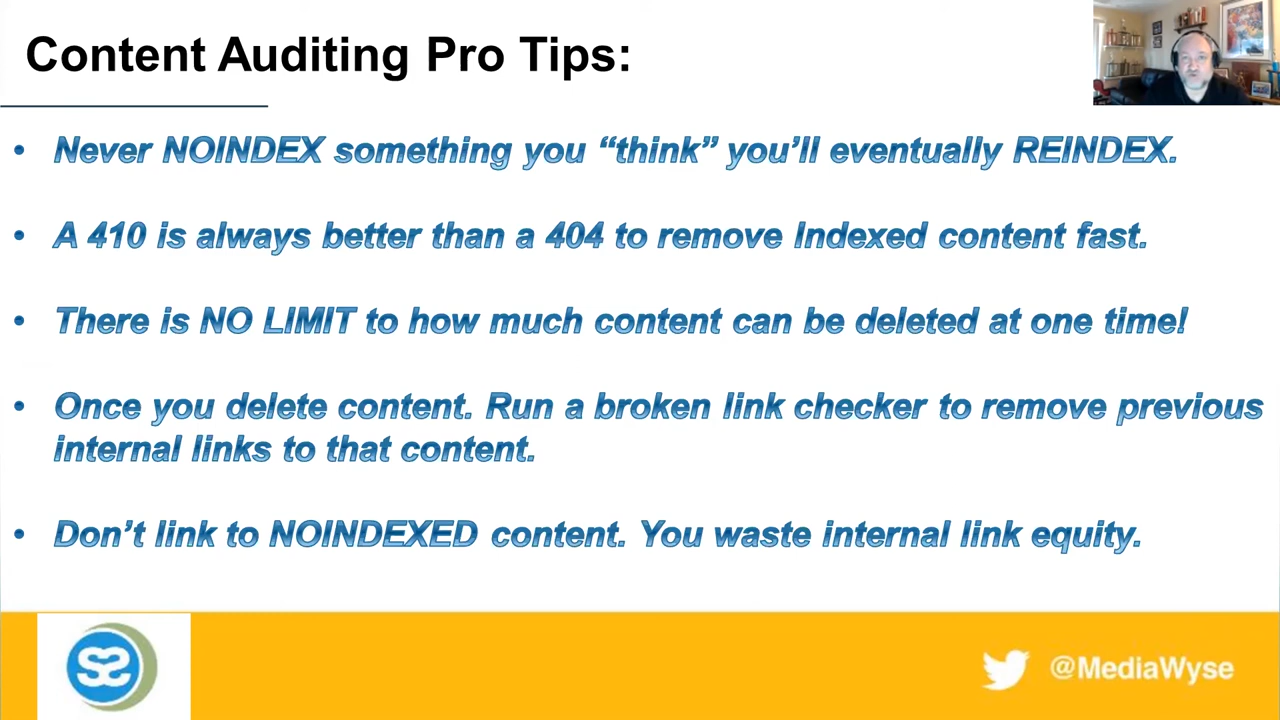 Content Auditing Pro Tips:
• Never NOINDEX something you “think” you’ll eventually REINDEX.
• A 410 is always better than a 404 to remove Indexed content fast.
• There is NO LIMIT to how much content can be deleted at one time!
• Once you delete content. Run a broken link checker to remove previous
internal links to that content.
• Don’t link to NOINDEXED content. You waste internal link equity.
@MediaWyse